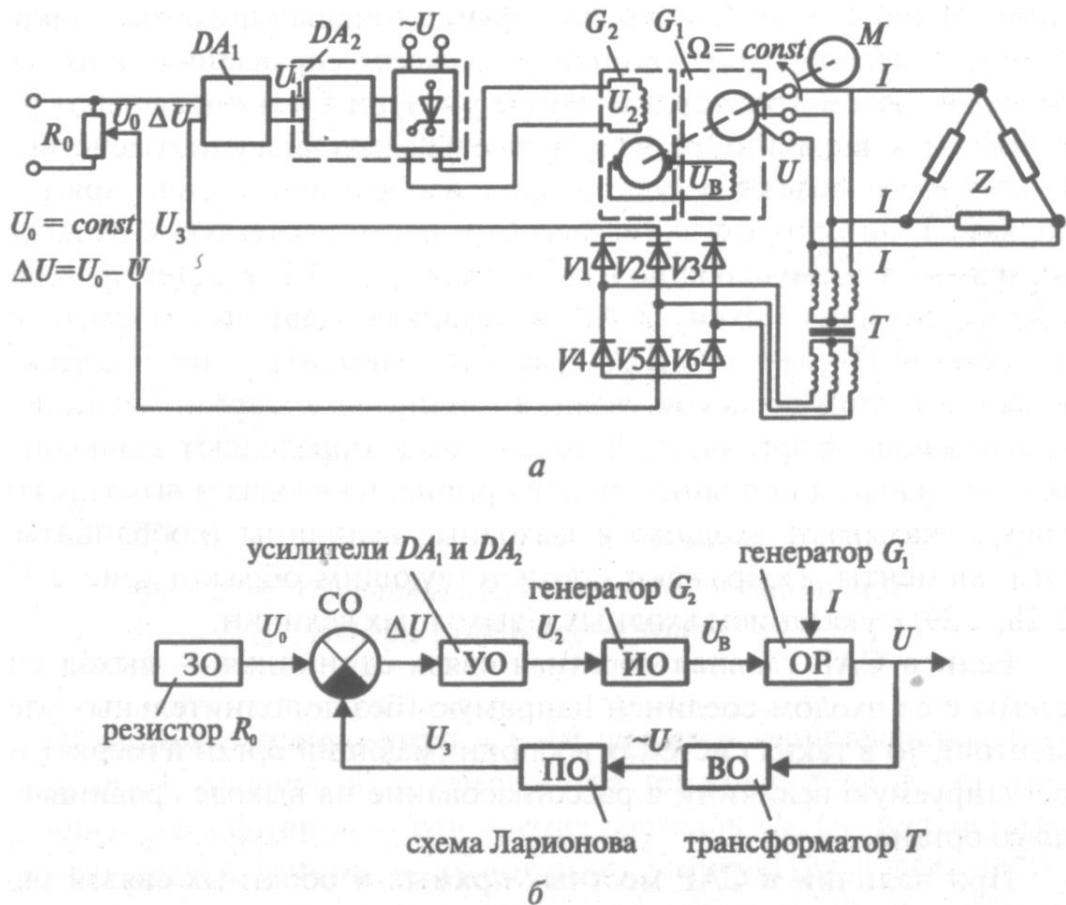 DA₁
DA₂
~U
G₂
G₁
Ω = const
M
I
U₁
U₀
ΔU
R₀
U₂
U_B
U
Z
I
I
U₀ = const
U₃
ΔU=U₀–U
V1
V2
V3
V4
V5
V6
T
а
усилители DA₁ и DA₂
генератор G₁
генератор G₂
СО
I
U₀
ΔU
U₂
U_B
U
ЗО
УО
ИО
ОР
резистор R₀
U₃
~U
ПО
ВО
схема Ларионова
трансформатор T
б